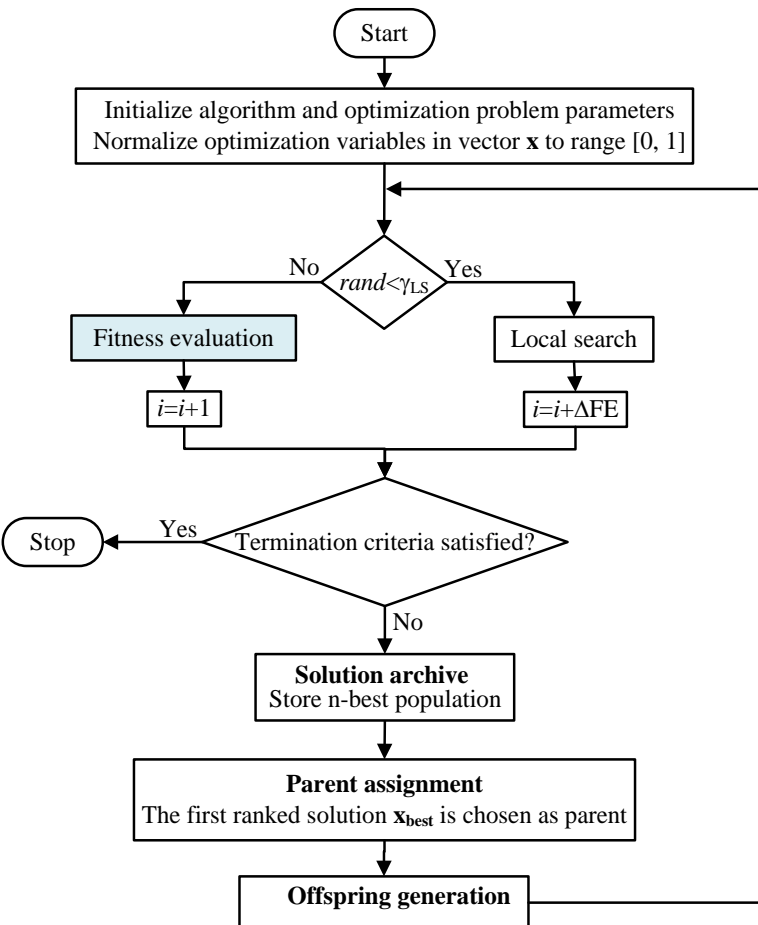 Start
Initialize algorithm and optimization problem parameters
Normalize optimization variables in vector x to range [0, 1]
No
rand<γLS
Yes
Fitness evaluation
Local search
i=i+1
i=i+ΔFE
Stop
Yes
Termination criteria satisfied?
No
Solution archive
Store n-best population
Parent assignment
The first ranked solution xbest is chosen as parent
Offspring generation